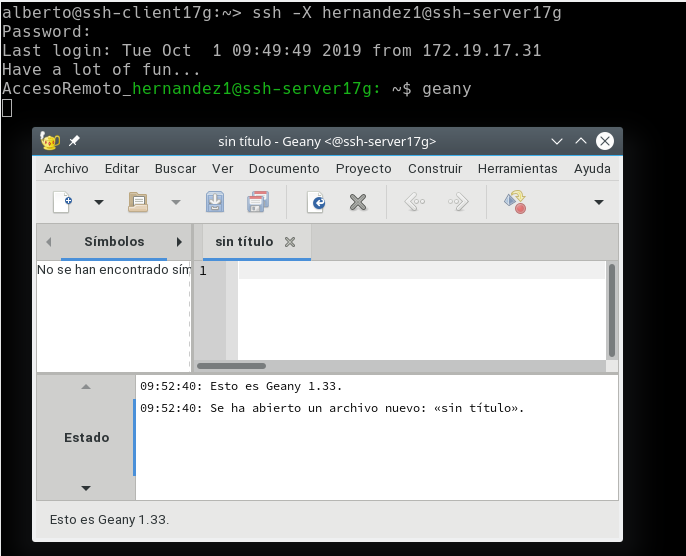 alberto@ssh-client17g:~> ssh -X hernandez1@ssh-server17g
Password:
Last login: Tue Oct  1 09:49:49 2019 from 172.19.17.31
Have a lot of fun...
AccesoRemoto_hernandez1@ssh-server17g: ~$ geany
sin título - Geany <@ssh-server17g>
Archivo Editar Buscar Ver Documento Proyecto Construir Herramientas Ayuda
Símbolos sin título
No se han encontrado sím 1
09:52:40: Esto es Geany 1.33.
09:52:40: Se ha abierto un archivo nuevo: «sin título».
Estado
Esto es Geany 1.33.